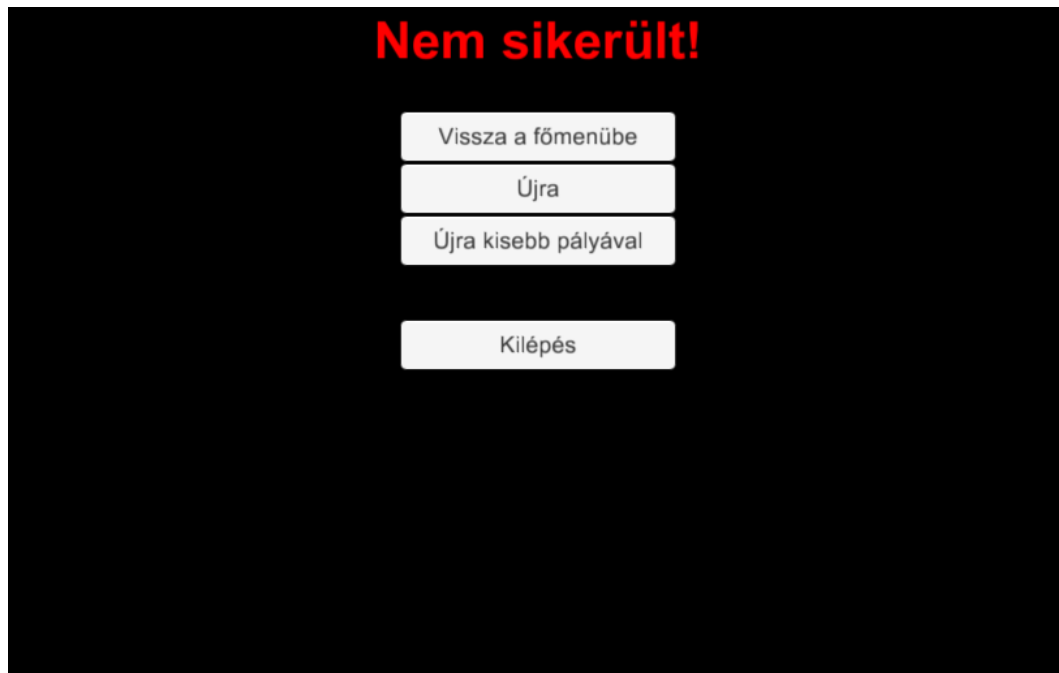 Nem sikerült!
Vissza a főmenübe
Újra
Újra kisebb pályával
Kilépés